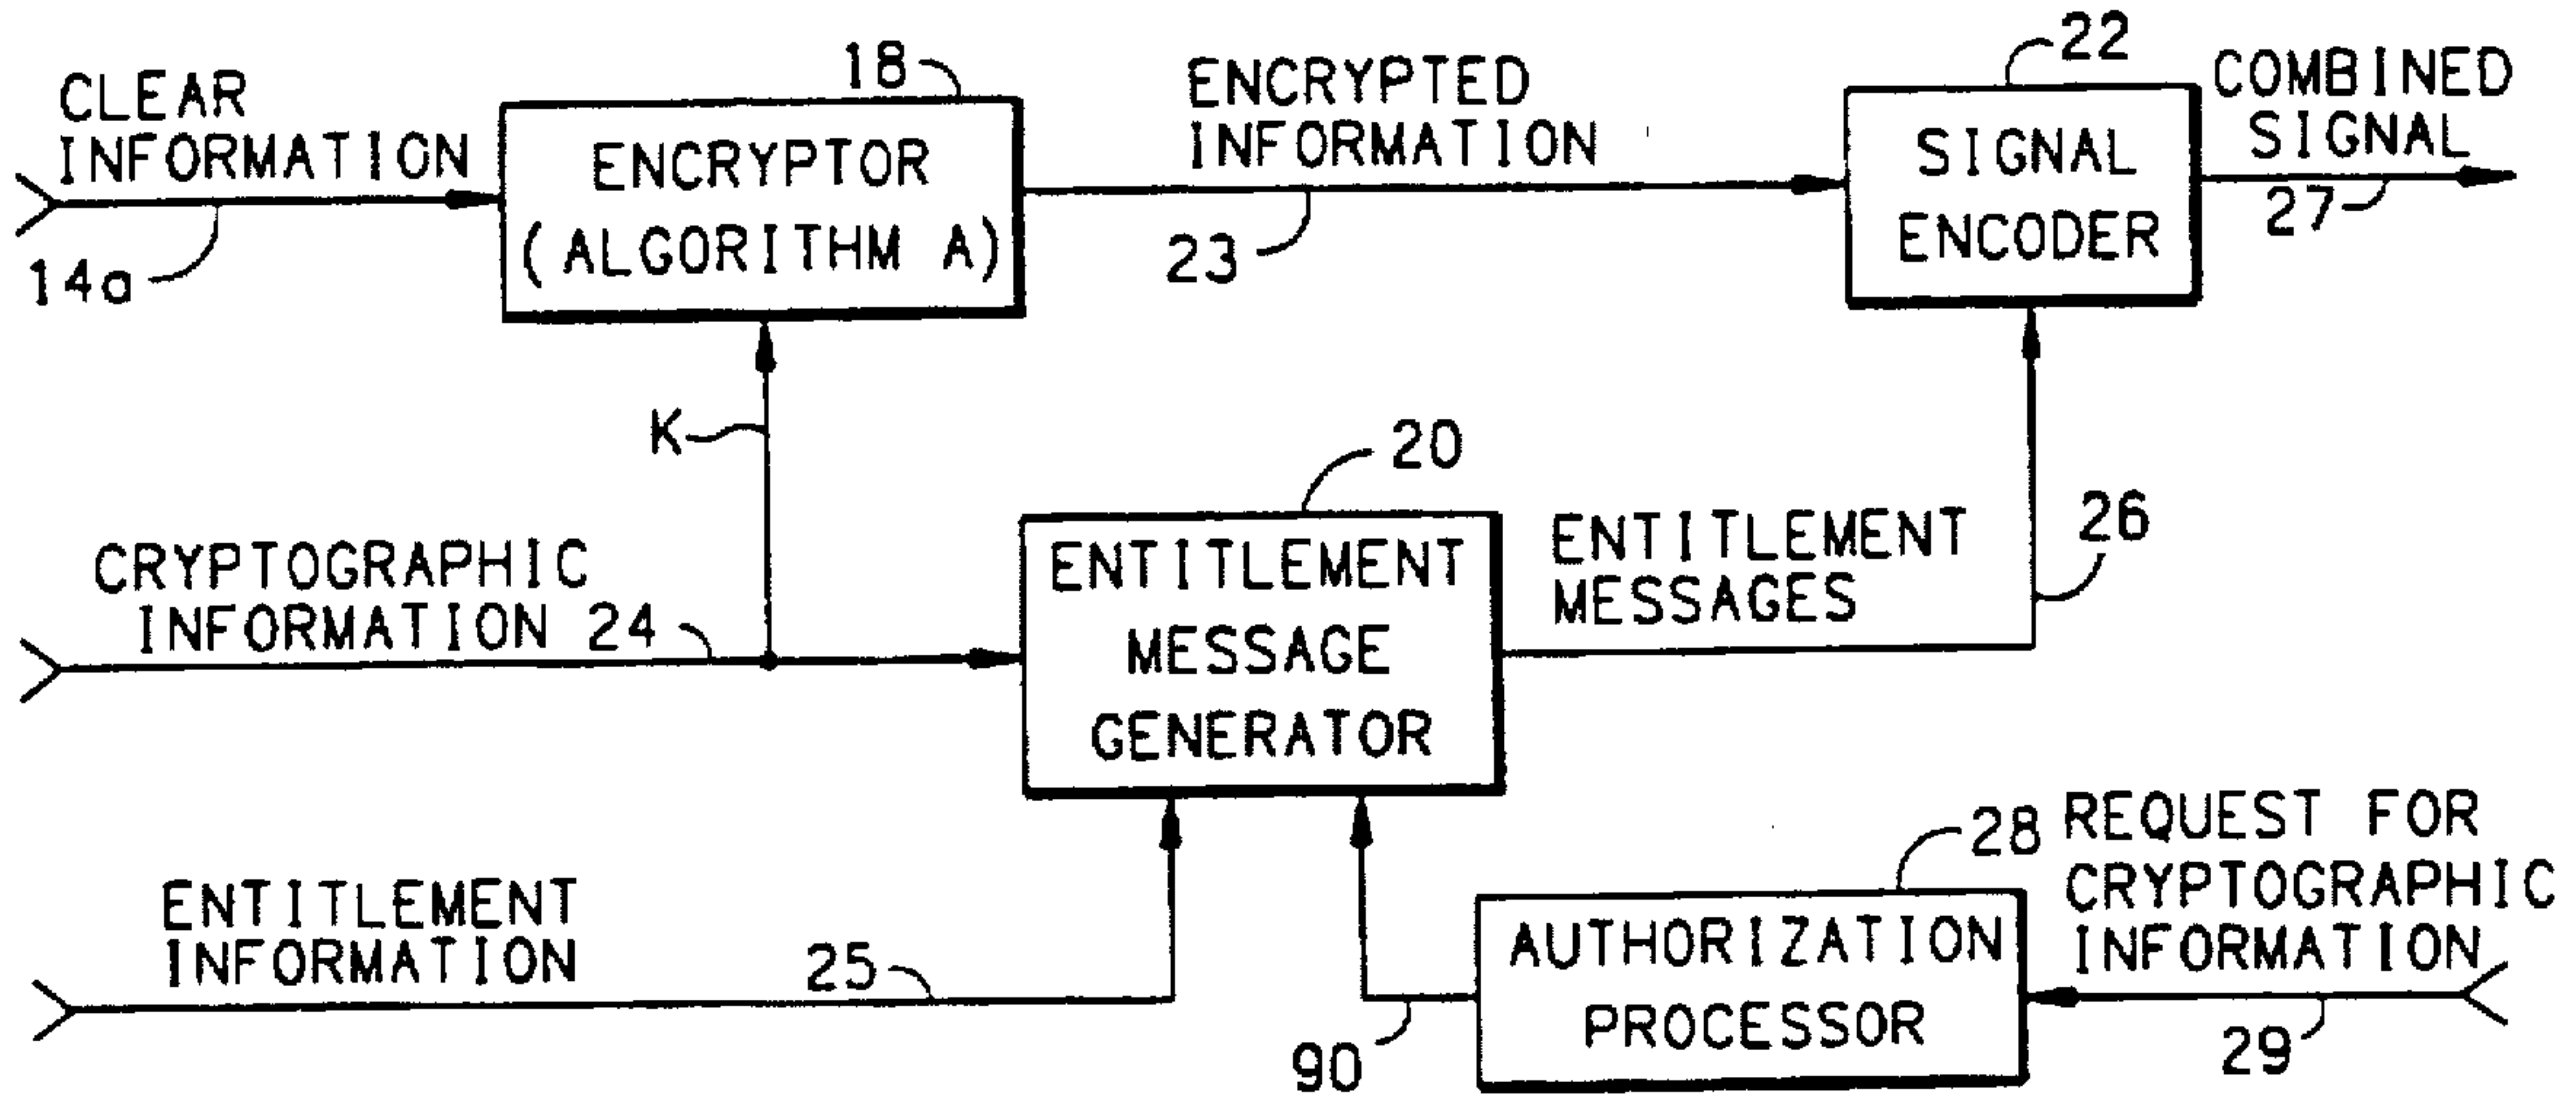 CLEAR
INFORMATION
14a
18
ENCRYPTOR
(ALGORITHM A)
ENCRYPTED
INFORMATION
23
22
SIGNAL
ENCODER
COMBINED
SIGNAL
27
K
CRYPTOGRAPHIC
INFORMATION 24
20
ENTITLEMENT
MESSAGE
GENERATOR
ENTITLEMENT
MESSAGES
26
ENTITLEMENT
INFORMATION
25
90
28
AUTHORIZATION
PROCESSOR
REQUEST FOR
CRYPTOGRAPHIC
INFORMATION
29